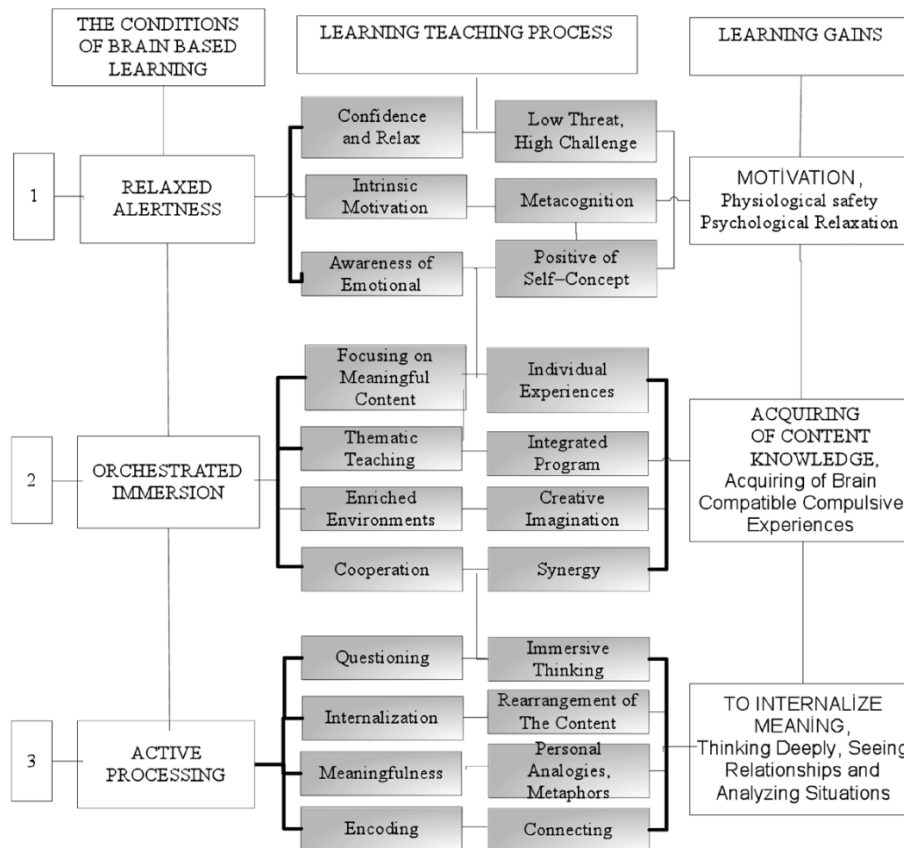 THE CONDITIONS
OF BRAIN BASED
LEARNING
LEARNING TEACHING PROCESS
LEARNING GAINS
1
RELAXED
ALERTNESS
Confidence
and Relax
Low Threat,
High Challenge
Intrinsic
Motivation
Metacognition
Awareness of
Emotional
Positive of
Self–Concept
MOTİVATION,
Physiological safety
Psychological Relaxation
2
ORCHESTRATED
IMMERSION
Focusing on
Meaningful
Content
Individual
Experiences
Thematic
Teaching
Integrated
Program
Enriched
Environments
Creative
Imagination
Cooperation
Synergy
ACQUIRING
OF CONTENT
KNOWLEDGE,
Acquiring of Brain
Compatible Compulsive
Experiences
3
ACTIVE
PROCESSING
Questioning
Immersive
Thinking
Internalization
Rearrangement of
The Content
Meaningfulness
Personal
Analogies,
Metaphors
Encoding
Connecting
TO INTERNALİZE
MEANİNG,
Thinking Deeply, Seeing
Relationships and
Analyzing Situations